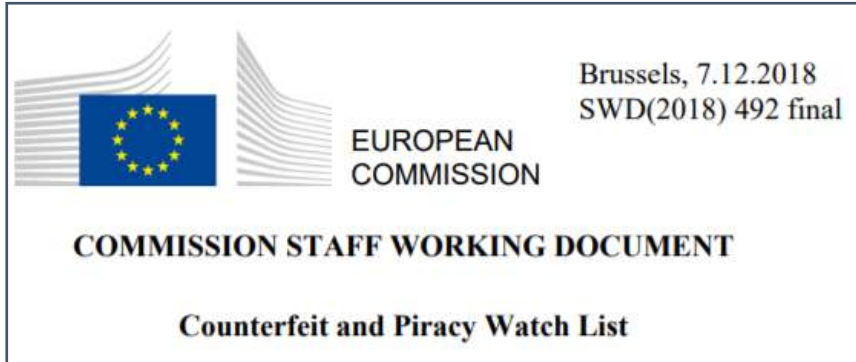 Brussels, 7.12.2018
SWD(2018) 492 final
EUROPEAN
COMMISSION
COMMISSION STAFF WORKING DOCUMENT
Counterfeit and Piracy Watch List